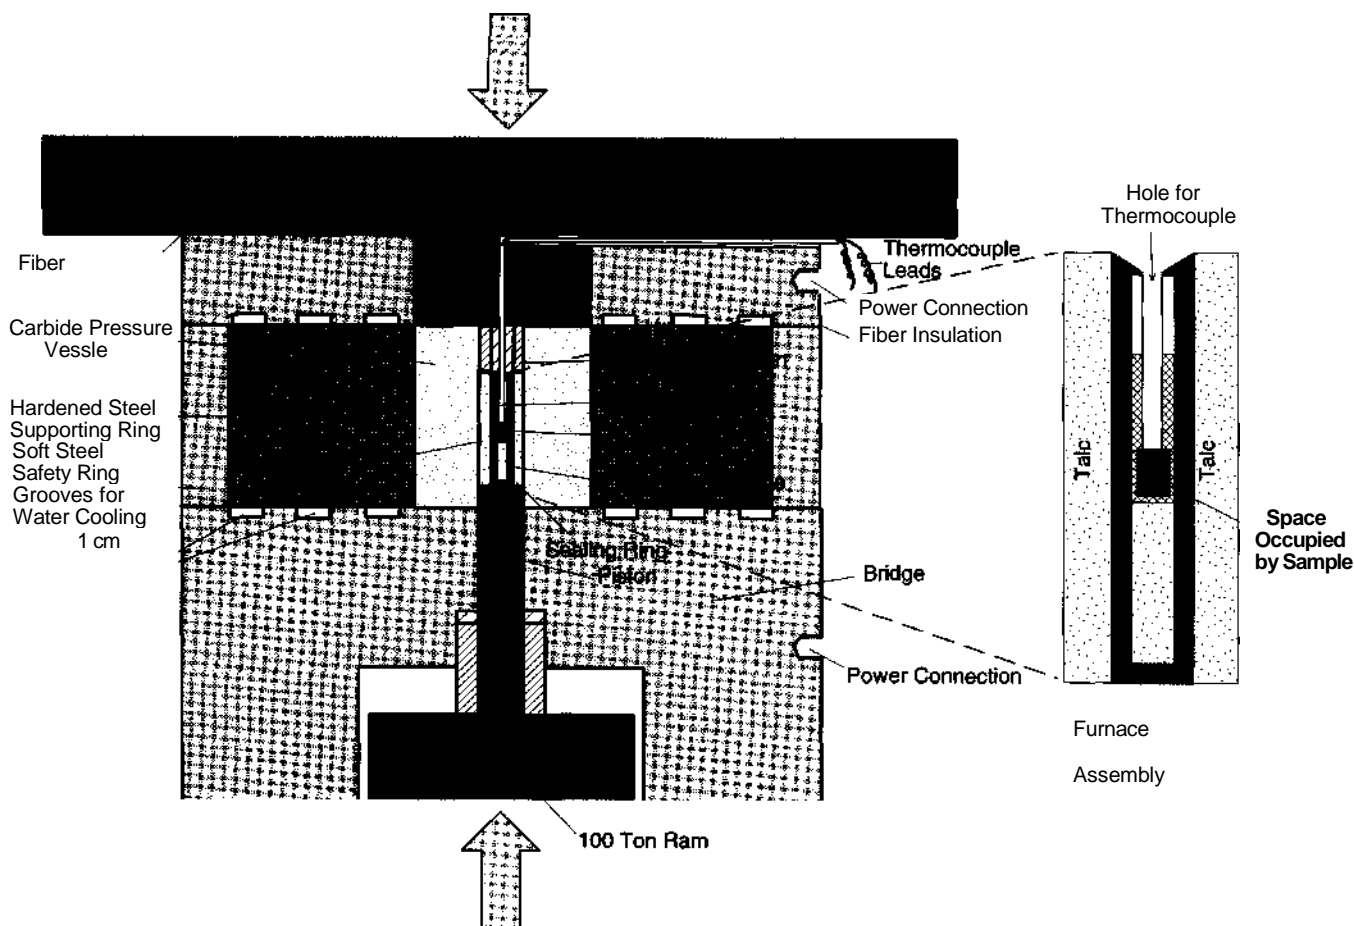 Hole for
Thermocouple
Fiber
Thermocouple
Leads
Power Connection
Fiber Insulation
Carbide Pressure
Vessle
Hardened Steel
Supporting Ring
Soft Steel
Safety Ring
Grooves for
Water Cooling
1 cm
Talc
Talc
Space
Occupied
by Sample
Sealing Ring
Piston
Bridge
Power Connection
Furnace
Assembly
100 Ton Ram